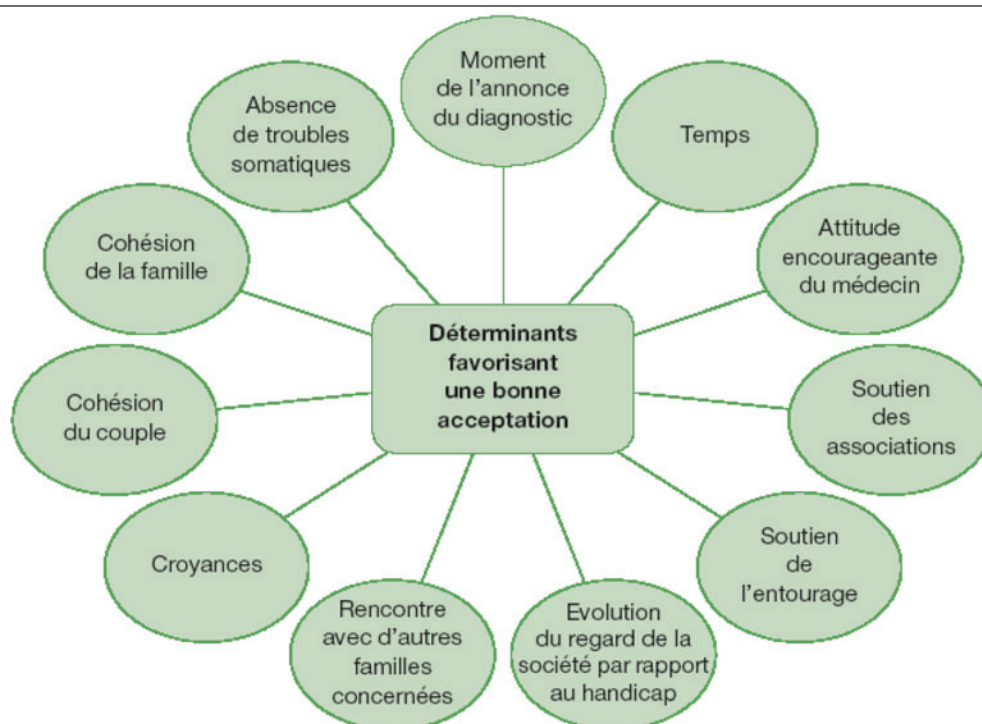 Moment
de l'annonce
du diagnostic
Temps
Attitude
encourageante
du médecin
Soutien
des
associations
Soutien
de
l'entourage
Evolution
du regard de la
société par rapport
au handicap
Rencontre
avec d'autres
familles
concernées
Croyances
Cohésion
du couple
Cohésion
de la famille
Absence
de troubles
somatiques
Déterminants
favorisant
une bonne
acceptation